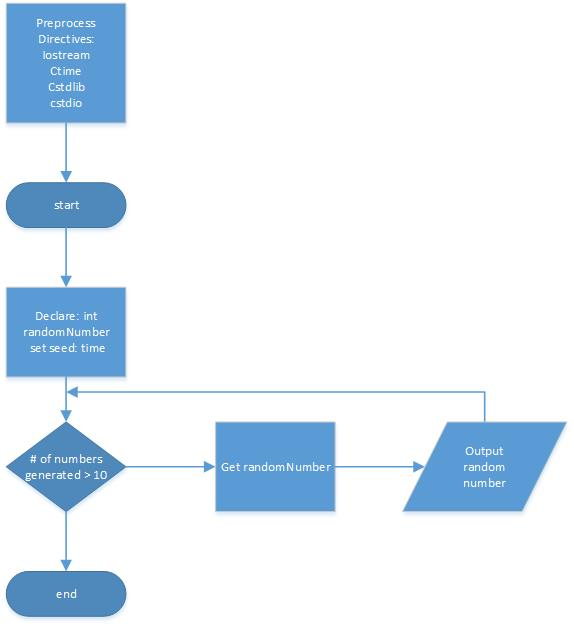 Preprocess
Directives:
Iostream
Ctime
Cstdlib
cstdio
start
Declare: int
randomNumber
set seed: time
# of numbers
generated > 10
Get randomNumber
Output
random
number
end